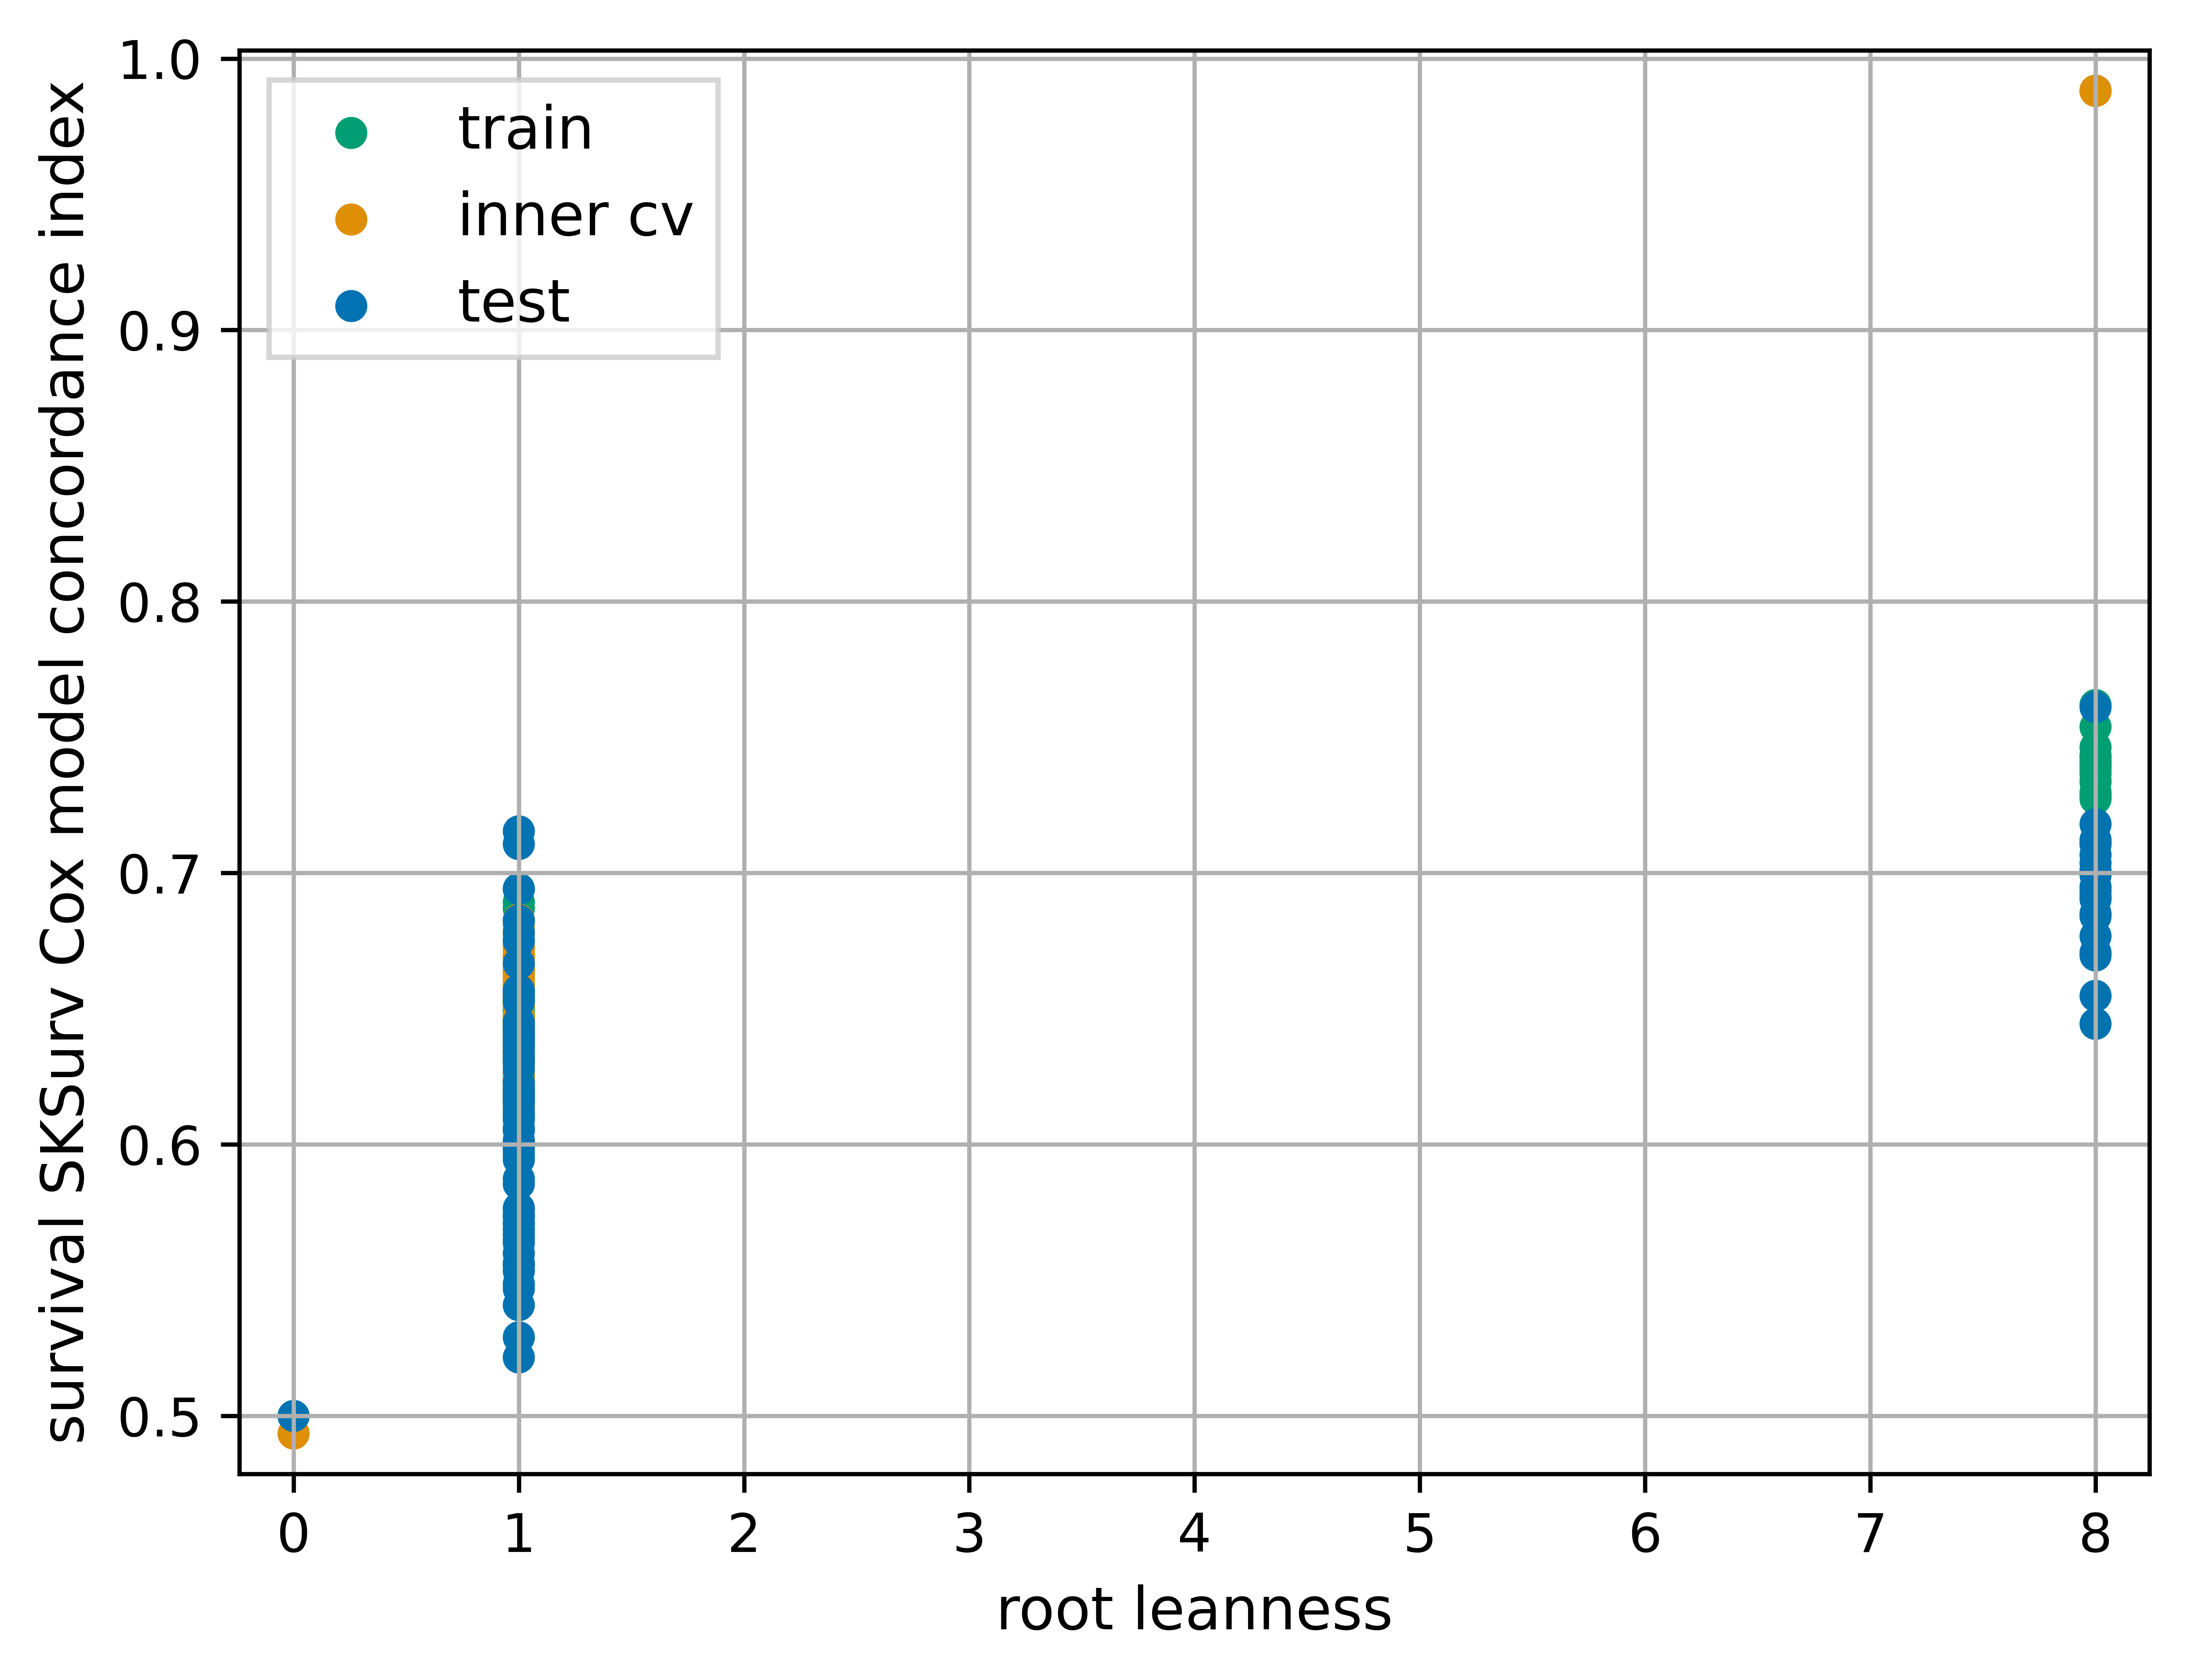 survival SKSurv Cox model concordance index
1.0
0.9
0.8
0.7
0.6
0.5
train
inner cv
test
0 1 2 3 4 5 6 7 8
root leanness